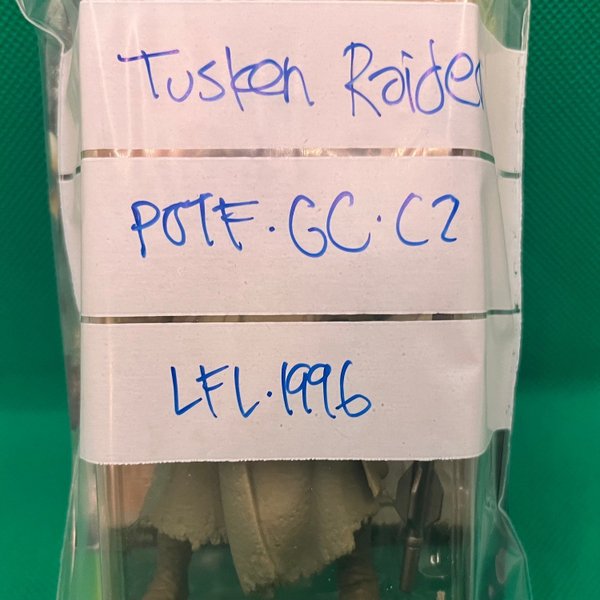 Tusken Raider
POTF.GC.C2
LFL.1996